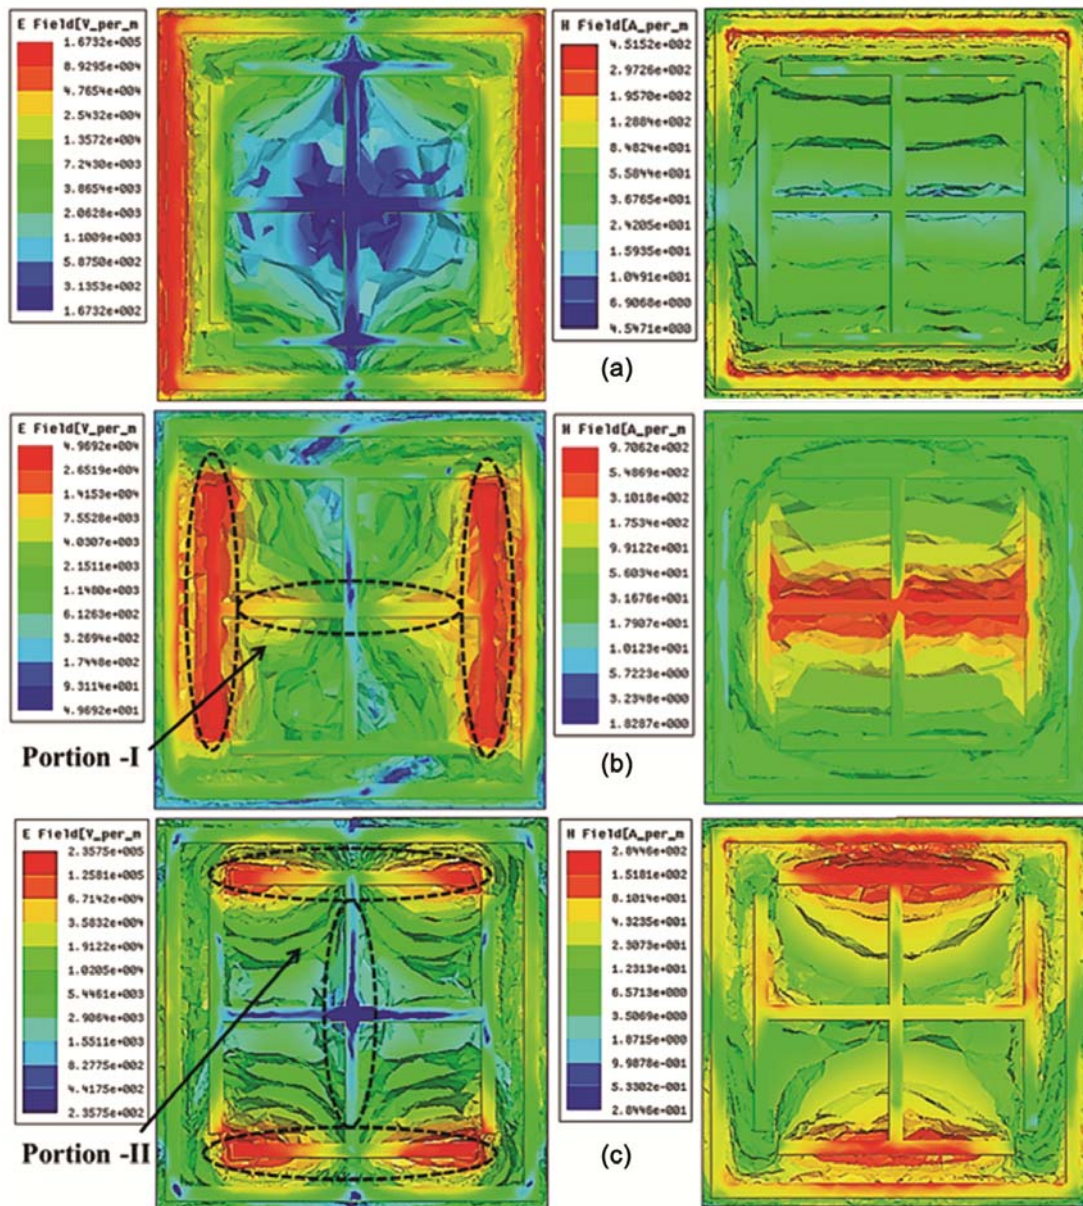 E Field[V_per_m
1.6732e+005
8.9295e+004
4.7654e+004
2.5432e+004
1.3572e+004
7.2430e+003
3.8654e+003
2.0628e+003
1.1009e+003
5.8750e+002
3.1353e+002
1.6732e+002
H Field[A_per_m
4.5152e+002
2.9726e+002
1.9570e+002
1.2884e+002
8.4824e+001
5.5844e+001
3.6765e+001
2.4205e+001
1.5935e+001
1.0491e+001
6.9068e+000
4.5471e+000
(a)
E Field[V_per_m
4.9692e+004
2.6519e+004
1.4153e+004
7.5528e+003
4.0307e+003
2.1511e+003
1.1480e+003
6.1263e+002
3.2694e+002
1.7448e+002
9.3114e+001
4.9692e+001
Portion -I
H Field[A_per_m
9.7062e+002
5.4869e+002
3.1018e+002
1.7534e+002
9.9122e+001
5.6034e+001
3.1676e+001
1.7907e+001
1.0123e+001
5.7223e+000
3.2348e+000
1.8287e+000
(b)
E Field[V_per_m
2.3575e+005
1.2581e+005
6.7142e+004
3.5832e+004
1.9122e+004
1.0205e+004
5.4461e+003
2.9064e+003
1.5511e+003
8.2775e+002
4.4175e+002
2.3575e+002
Portion -II
H Field[A_per_m
2.8446e+002
1.5181e+002
8.1014e+001
4.3235e+001
2.3073e+001
1.2313e+001
6.5713e+000
3.5069e+000
1.8715e+000
9.9878e-001
5.3302e-001
2.8446e-001
(c)